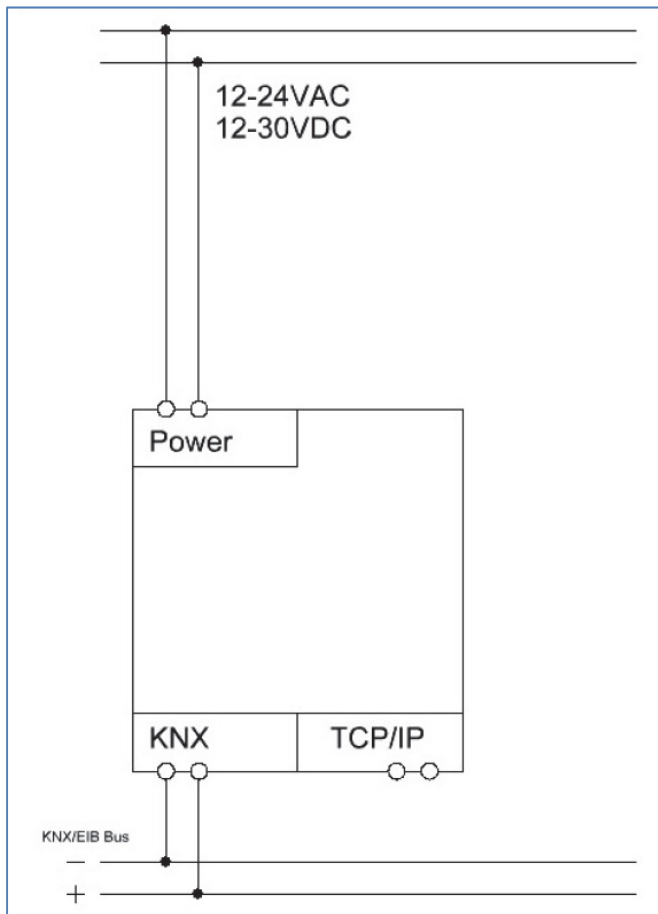 12-24VAC
12-30VDC
Power
KNX
TCP/IP
KNX/EIB Bus
−
+